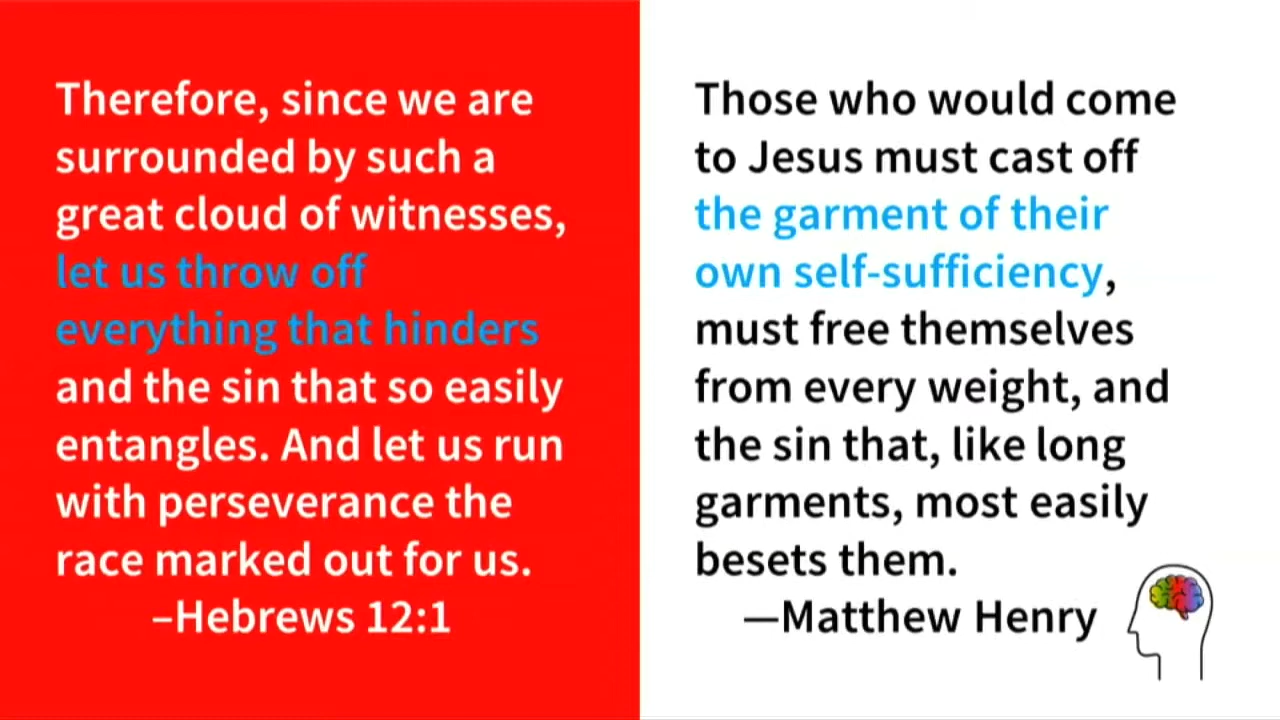 Therefore, since we are
surrounded by such a
great cloud of witnesses,
let us throw off
everything that hinders
and the sin that so easily
entangles. And let us run
with perseverance the
race marked out for us.
–Hebrews 12:1
Those who would come
to Jesus must cast off
the garment of their
own self-sufficiency,
must free themselves
from every weight, and
the sin that, like long
garments, most easily
besets them.
—Matthew Henry